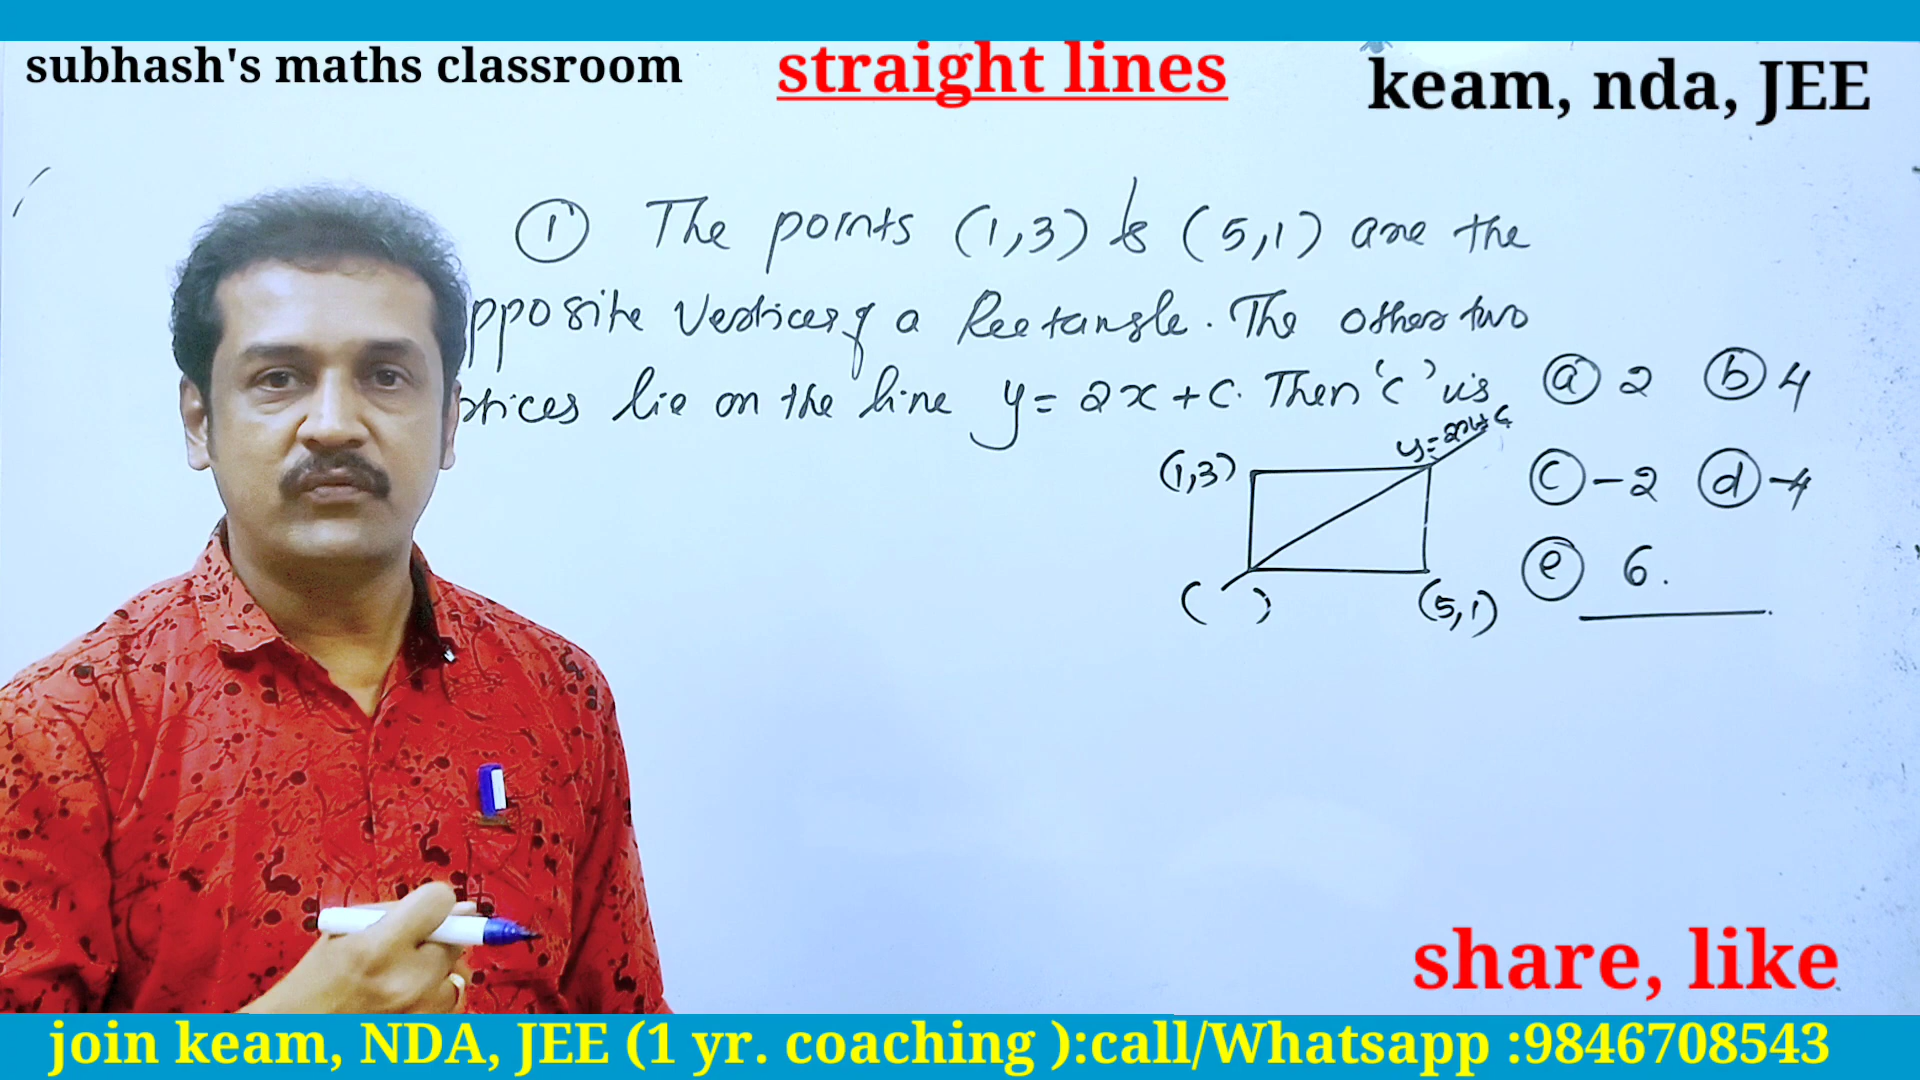 subhash's maths classroom
straight lines
keam, nda, JEE
① The points (1,3) & (5,1) are the
pposite Vertices of a Rectangle. The other two
rtices lie on the line y = 2x + c. Then 'c' is
ⓐ 2 ⓑ 4
ⓒ -2 ⓓ -4
ⓔ 6.
y=2x+c
(1,3)
( )
(5,1)
share, like
join keam, NDA, JEE (1 yr. coaching ):call/Whatsapp :9846708543